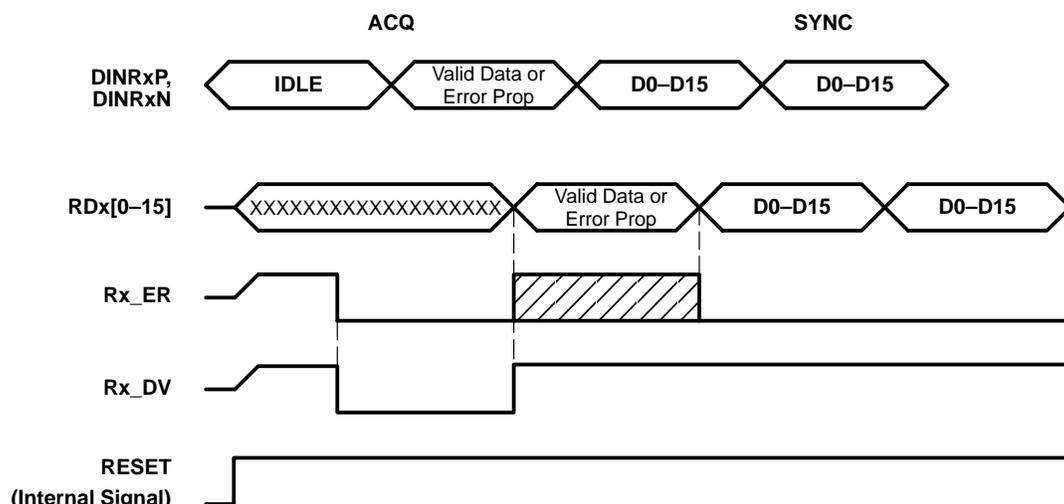 ACQ SYNC
DINRxP,
DINRxN
IDLE
Valid Data or
Error Prop
D0–D15
D0–D15
RDx[0–15]
XXXXXXXXXXXXXXXXXXX
Valid Data or
Error Prop
D0–D15
D0–D15
Rx_ER
Rx_DV
RESET
(Internal Signal)